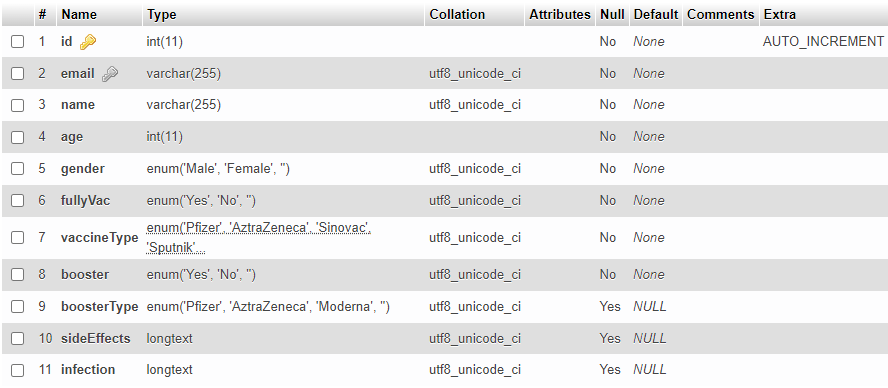 # Name Type Collation Attributes Null Default Comments Extra
1 id int(11) No None AUTO_INCREMENT
2 email varchar(255) utf8_unicode_ci No None
3 name varchar(255) utf8_unicode_ci No None
4 age int(11) No None
5 gender enum('Male', 'Female', '') utf8_unicode_ci No None
6 fullyVac enum('Yes', 'No', '') utf8_unicode_ci No None
7 vaccineType enum('Pfizer', 'AztraZeneca', 'Sinovac', utf8_unicode_ci No None
'Sputnik'...
8 booster enum('Yes', 'No', '') utf8_unicode_ci No None
9 boosterType enum('Pfizer', 'AztraZeneca', 'Moderna', '') utf8_unicode_ci Yes NULL
10 sideEffects longtext utf8_unicode_ci Yes NULL
11 infection longtext utf8_unicode_ci Yes NULL